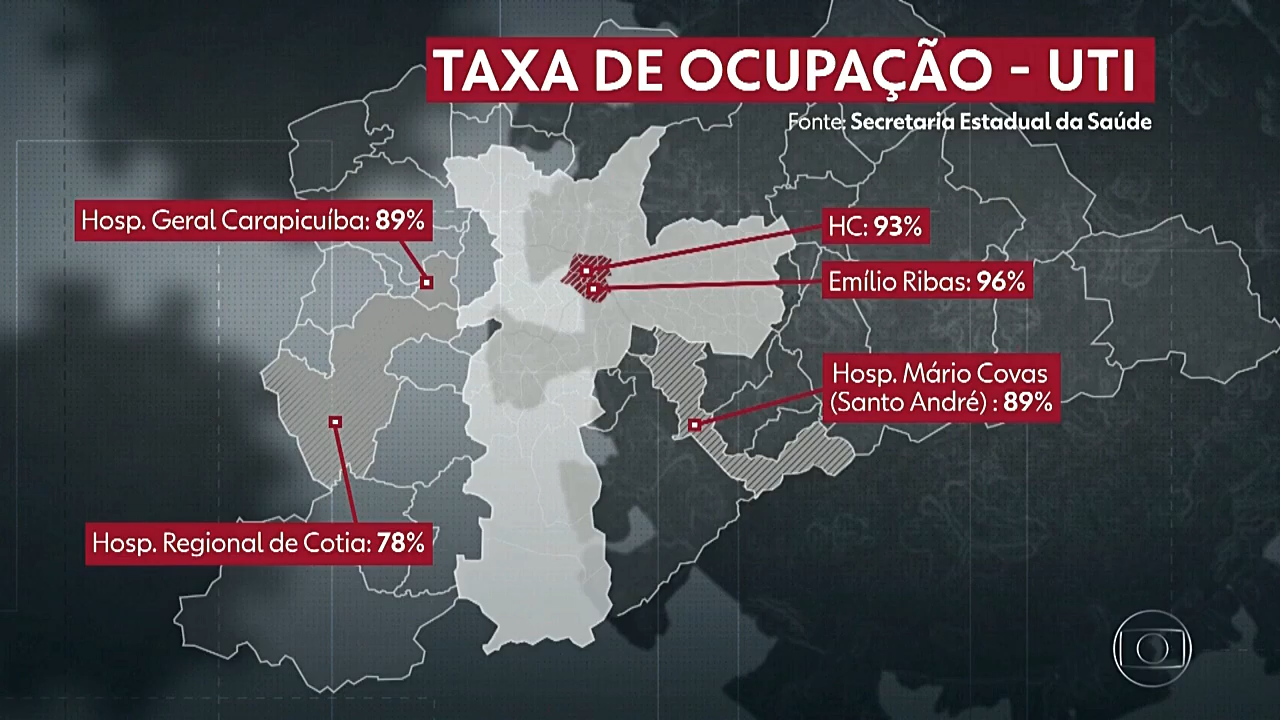 TAXA DE OCUPAÇÃO - UTI
Fonte: Secretaria Estadual da Saúde
Hosp. Geral Carapicuíba: 89%
HC: 93%
Emílio Ribas: 96%
Hosp. Mário Covas
(Santo André) : 89%
Hosp. Regional de Cotia: 78%